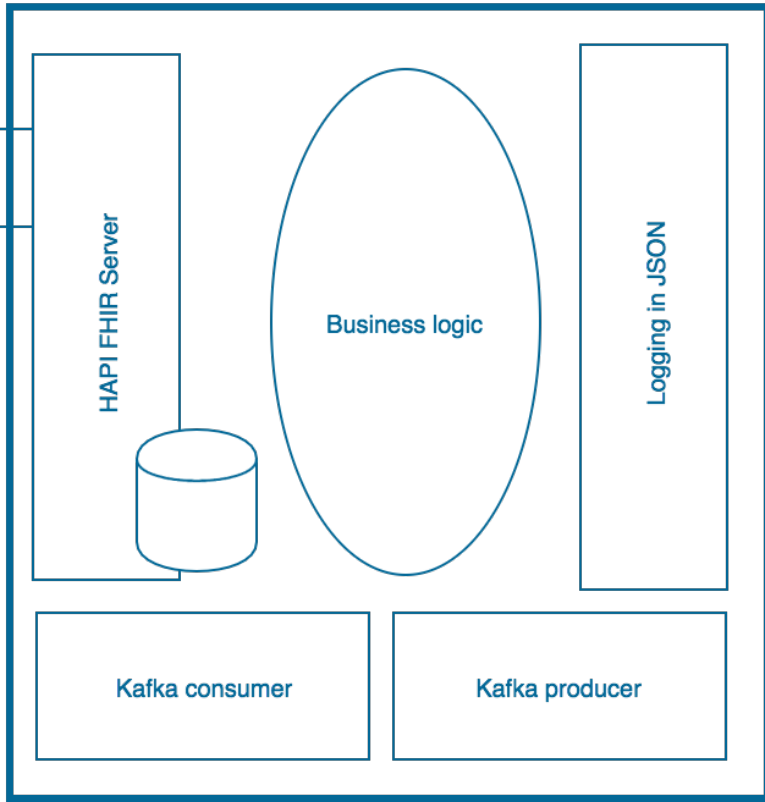 HAPI FHIR Server
Business logic
Logging in JSON
Kafka consumer
Kafka producer